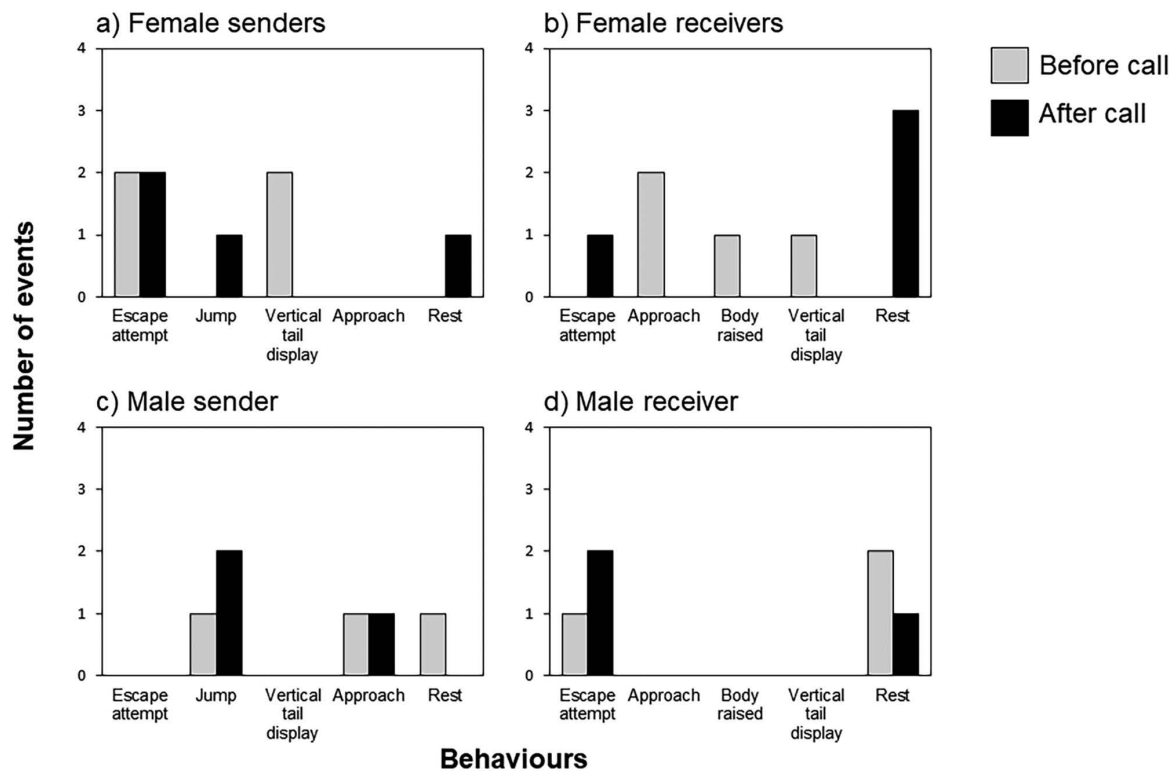 a) Female senders
b) Female receivers
Before call
After call
4
3
2
1
0
Escape attempt
Jump
Vertical tail display
Approach
Rest
4
3
2
1
0
Escape attempt
Approach
Body raised
Vertical tail display
Rest
Number of events
c) Male sender
d) Male receiver
4
3
2
1
0
Escape attempt
Jump
Vertical tail display
Approach
Rest
4
3
2
1
0
Escape attempt
Approach
Body raised
Vertical tail display
Rest
Behaviours